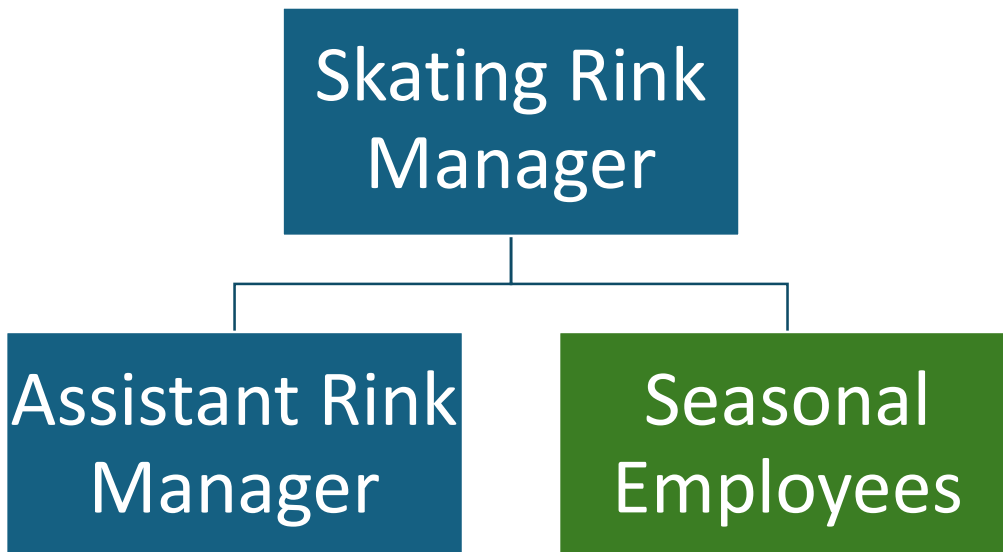 Skating Rink
Manager
Assistant Rink
Manager
Seasonal
Employees